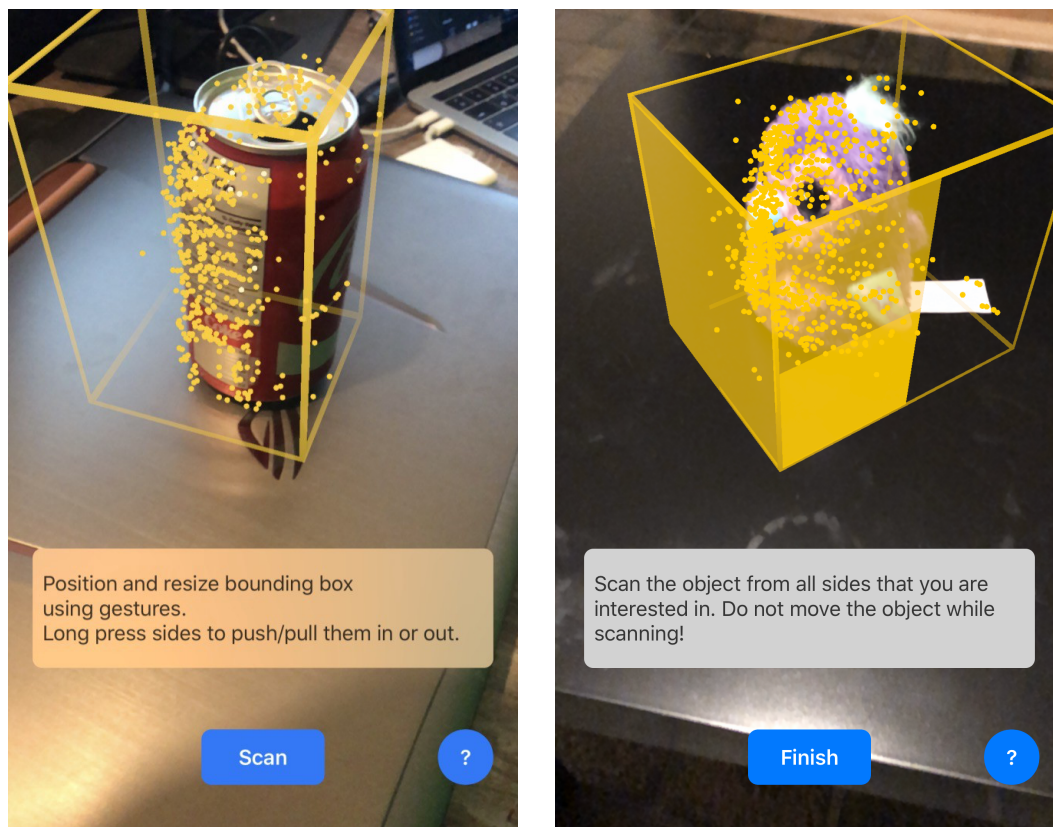 Position and resize bounding box
using gestures.
Long press sides to push/pull them in or out.
Scan
?
Scan the object from all sides that you are
interested in. Do not move the object while
scanning!
Finish
?